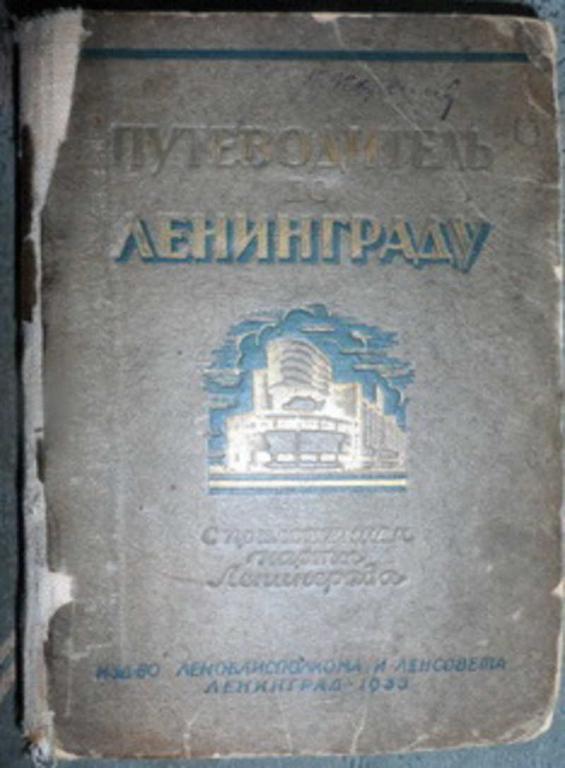 ПУТЕВОДИТЕЛЬ
ПО
ЛЕНИНГРАДУ
С приложением
карты
Ленинграда
ИЗД-ВО ЛЕНОБЛИСПОЛКОМА И ЛЕНСОВЕТА
ЛЕНИНГРАД-1933